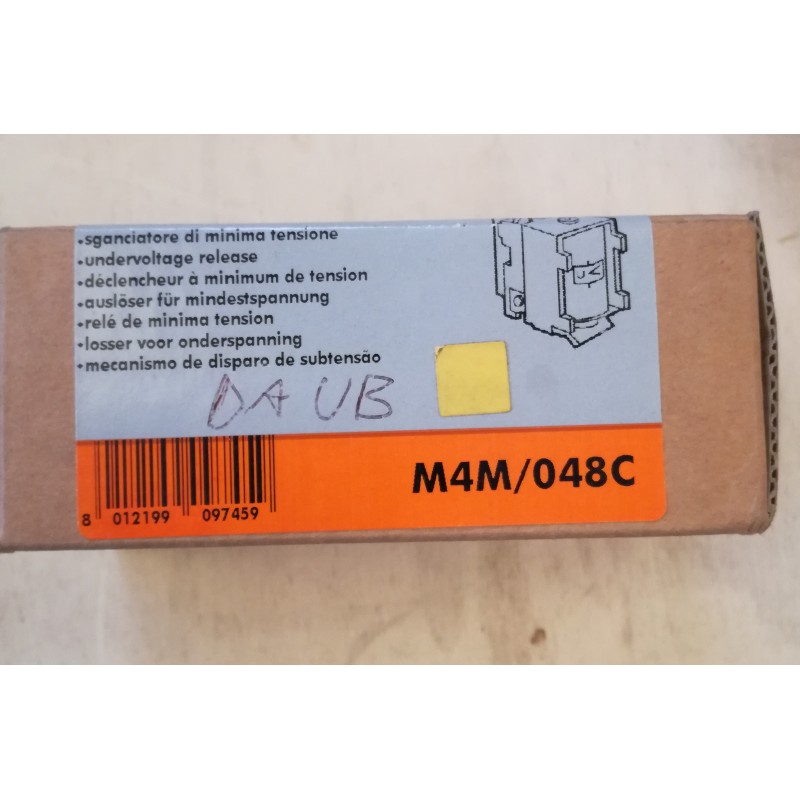 •sganciatore di minima tensione
•undervoltage release
•déclencheur à minimum de tension
•auslöser für mindestspannung
•relé de minima tension
•losser voor onderspanning
•mecanismo de disparo de subtensão
DA UB
M4M/048C
8 012199 097459